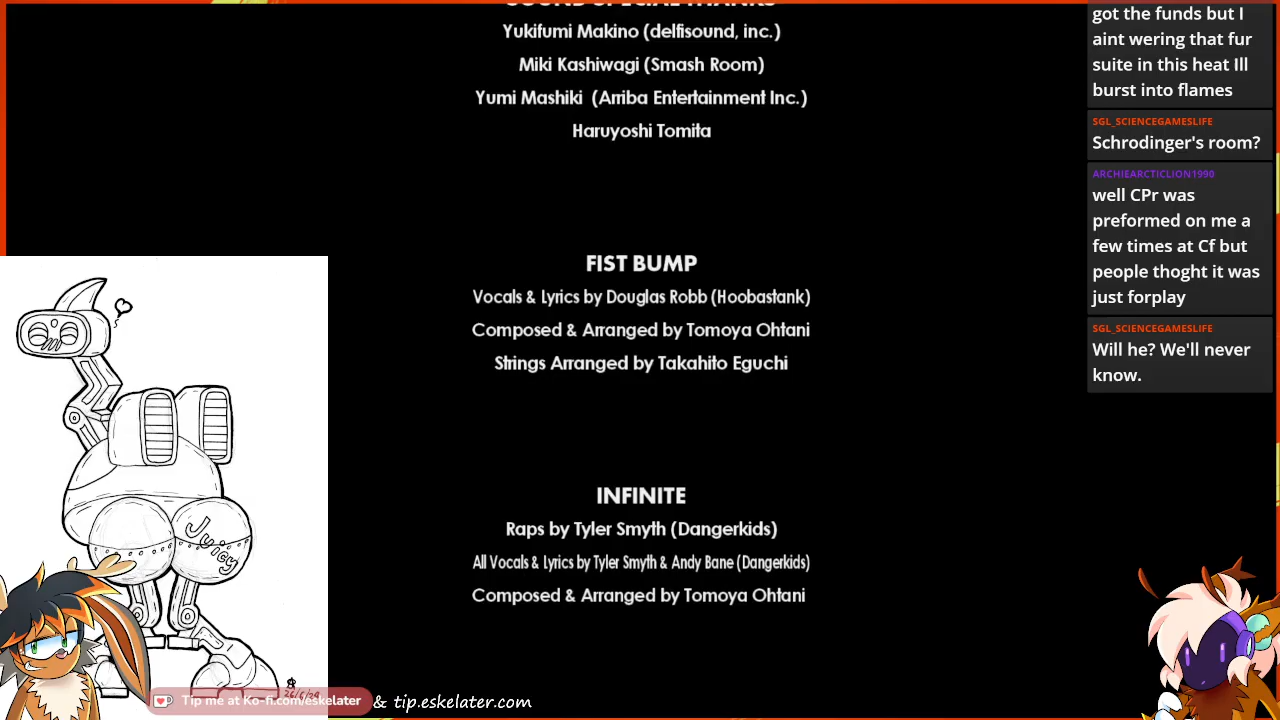 SOUND SPECIAL THANKS
Yukifumi Makino (delfisound, inc.)
Miki Kashiwagi (Smash Room)
Yumi Mashiki (Arriba Entertainment Inc.)
Haruyoshi Tomita
FIST BUMP
Vocals & Lyrics by Douglas Robb (Hoobastank)
Composed & Arranged by Tomoya Ohtani
Strings Arranged by Takahito Eguchi
INFINITE
Raps by Tyler Smyth (Dangerkids)
All Vocals & Lyrics by Tyler Smyth & Andy Bane (Dangerkids)
Composed & Arranged by Tomoya Ohtani
got the funds but I
aint wering that fur
suite in this heat Ill
burst into flames
SGL_SCIENCEGAMESLIFE
Schrodinger's room?
ARCHIEARCTICLION1990
well CPr was
preformed on me a
few times at Cf but
people thoght it was
just forplay
SGL_SCIENCEGAMESLIFE
Will he? We'll never
know.
Juicy
Tip me at Ko-fi.com/eskelater & tip.eskelater.com